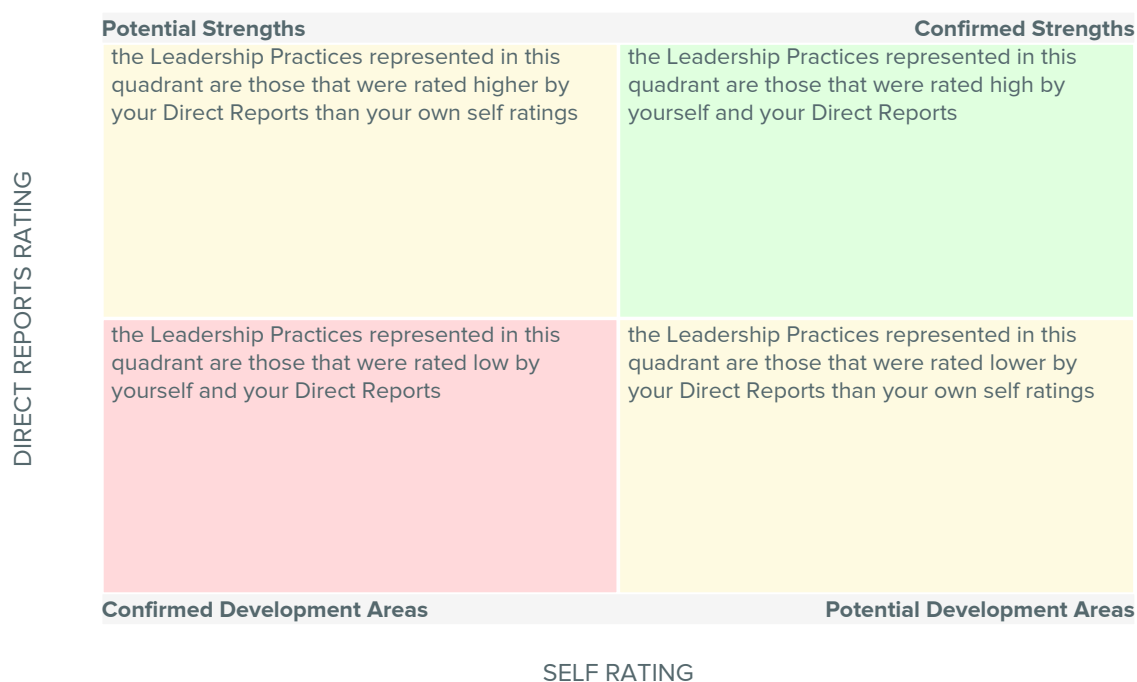 Potential Strengths
Confirmed Strengths
the Leadership Practices represented in this
quadrant are those that were rated higher by
your Direct Reports than your own self ratings
the Leadership Practices represented in this
quadrant are those that were rated high by
yourself and your Direct Reports
DIRECT REPORTS RATING
the Leadership Practices represented in this
quadrant are those that were rated low by
yourself and your Direct Reports
the Leadership Practices represented in this
quadrant are those that were rated lower by
your Direct Reports than your own self ratings
Confirmed Development Areas
Potential Development Areas
SELF RATING